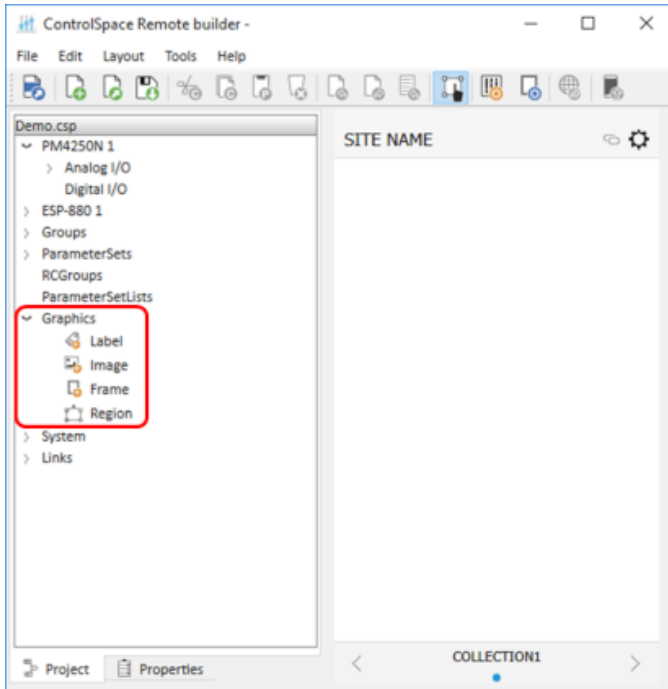 ControlSpace Remote builder -
File Edit Layout Tools Help
Demo.csp
PM4250N 1
Analog I/O
Digital I/O
ESP-880 1
Groups
ParameterSets
RCGroups
ParameterSetLists
Graphics
Label
Image
Frame
Region
System
Links
Project Properties
SITE NAME
COLLECTION1